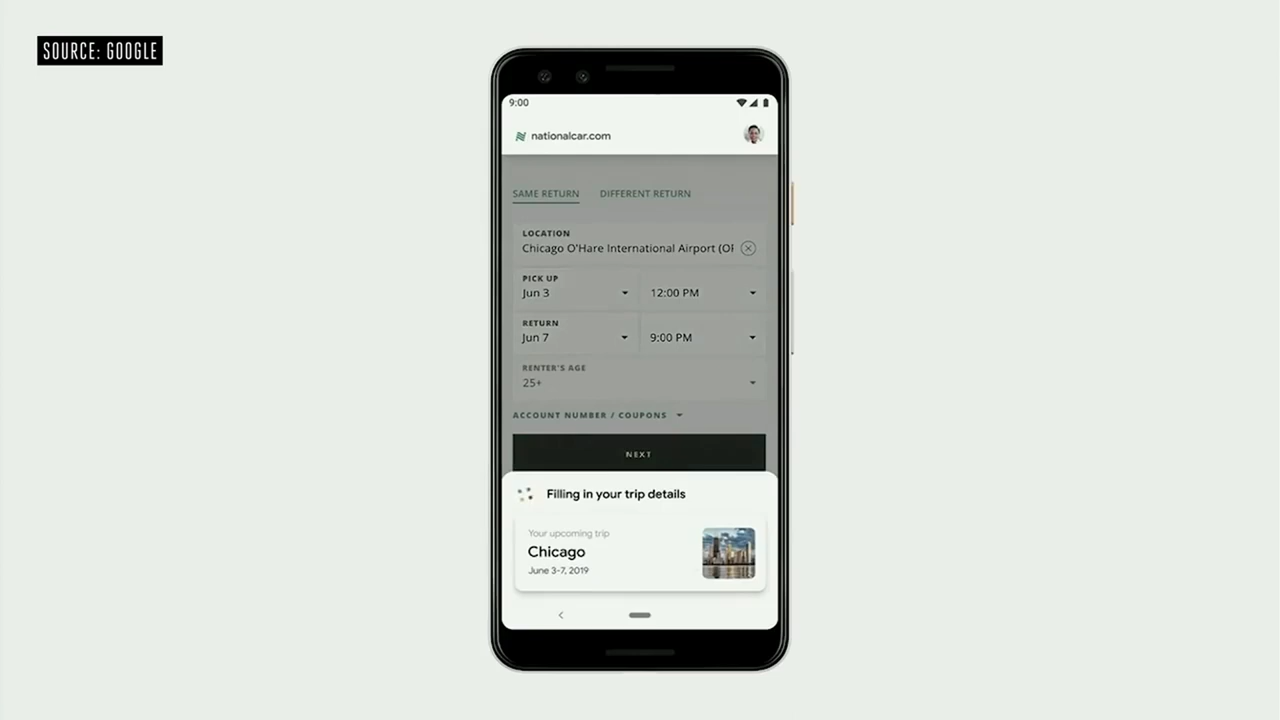 SOURCE: GOOGLE
9:00
nationalcar.com
SAME RETURN DIFFERENT RETURN
LOCATION
Chicago O'Hare International Airport (OR
PICK UP
Jun 3 12:00 PM
RETURN
Jun 7 9:00 PM
RENTER'S AGE
25+
ACCOUNT NUMBER / COUPONS
NEXT
Filling in your trip details
Your upcoming trip
Chicago
June 3-7, 2019